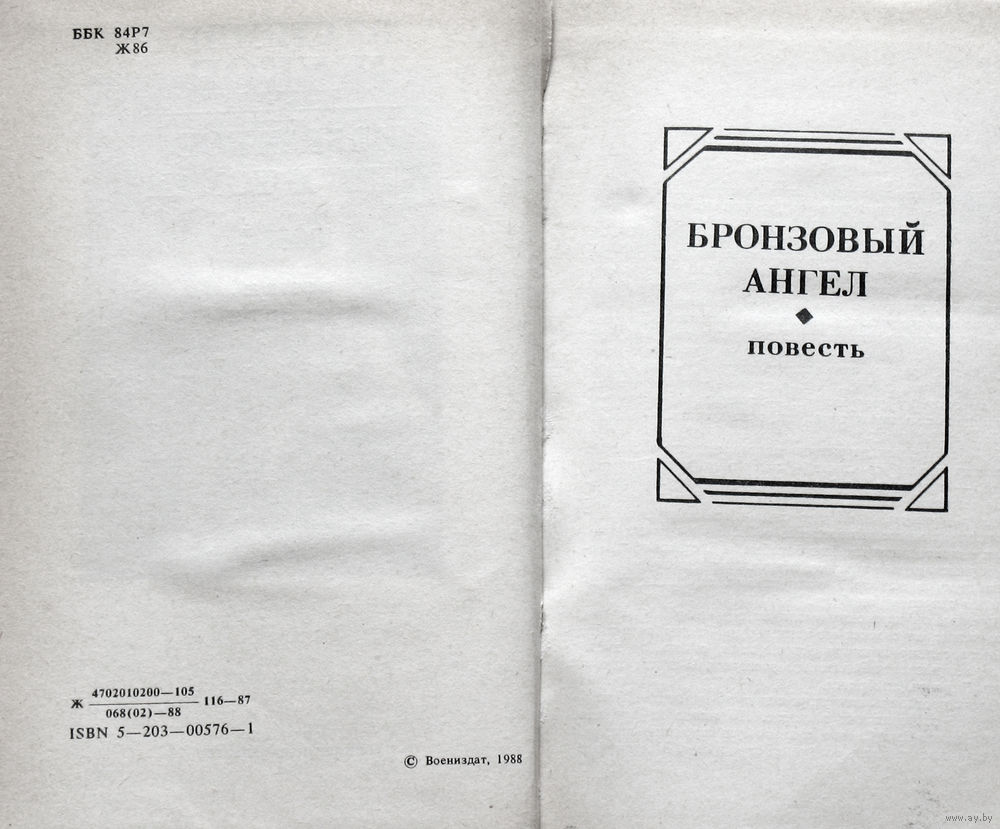 ББК 84Р7
Ж86
Ж 4702010200—105 116—87
068(02)—88
ISBN 5—203—00576—1
© Воениздат, 1988
БРОНЗОВЫЙ
АНГЕЛ
повесть
www.ay.by